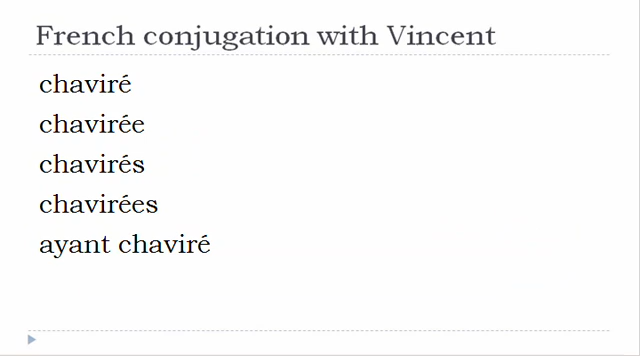 French conjugation with Vincent
chaviré
chavirée
chavirés
chavirées
ayant chaviré